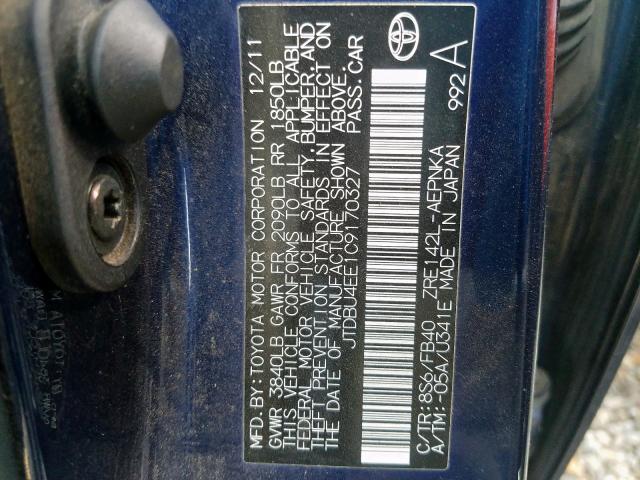 MFD.BY:TOYOTA MOTOR CORPORATION 12/11
GVWR 3840LB GAWR FR 2090LB RR 1850LB
THIS VEHICLE CONFORMS TO ALL APPLICABLE
FEDERAL MOTOR VEHICLE SAFETY,BUMPER,AND
THEFT PREVENTION STANDARDS IN EFFECT ON
THE DATE OF MANUFACTURE SHOWN ABOVE.
JTDBU4EE1C9170327 PASS.CAR
992 A
C/TR:8S6/FB40 ZRE142L-AEPNKA
A/TM:-05A/U341E MADE IN JAPAN